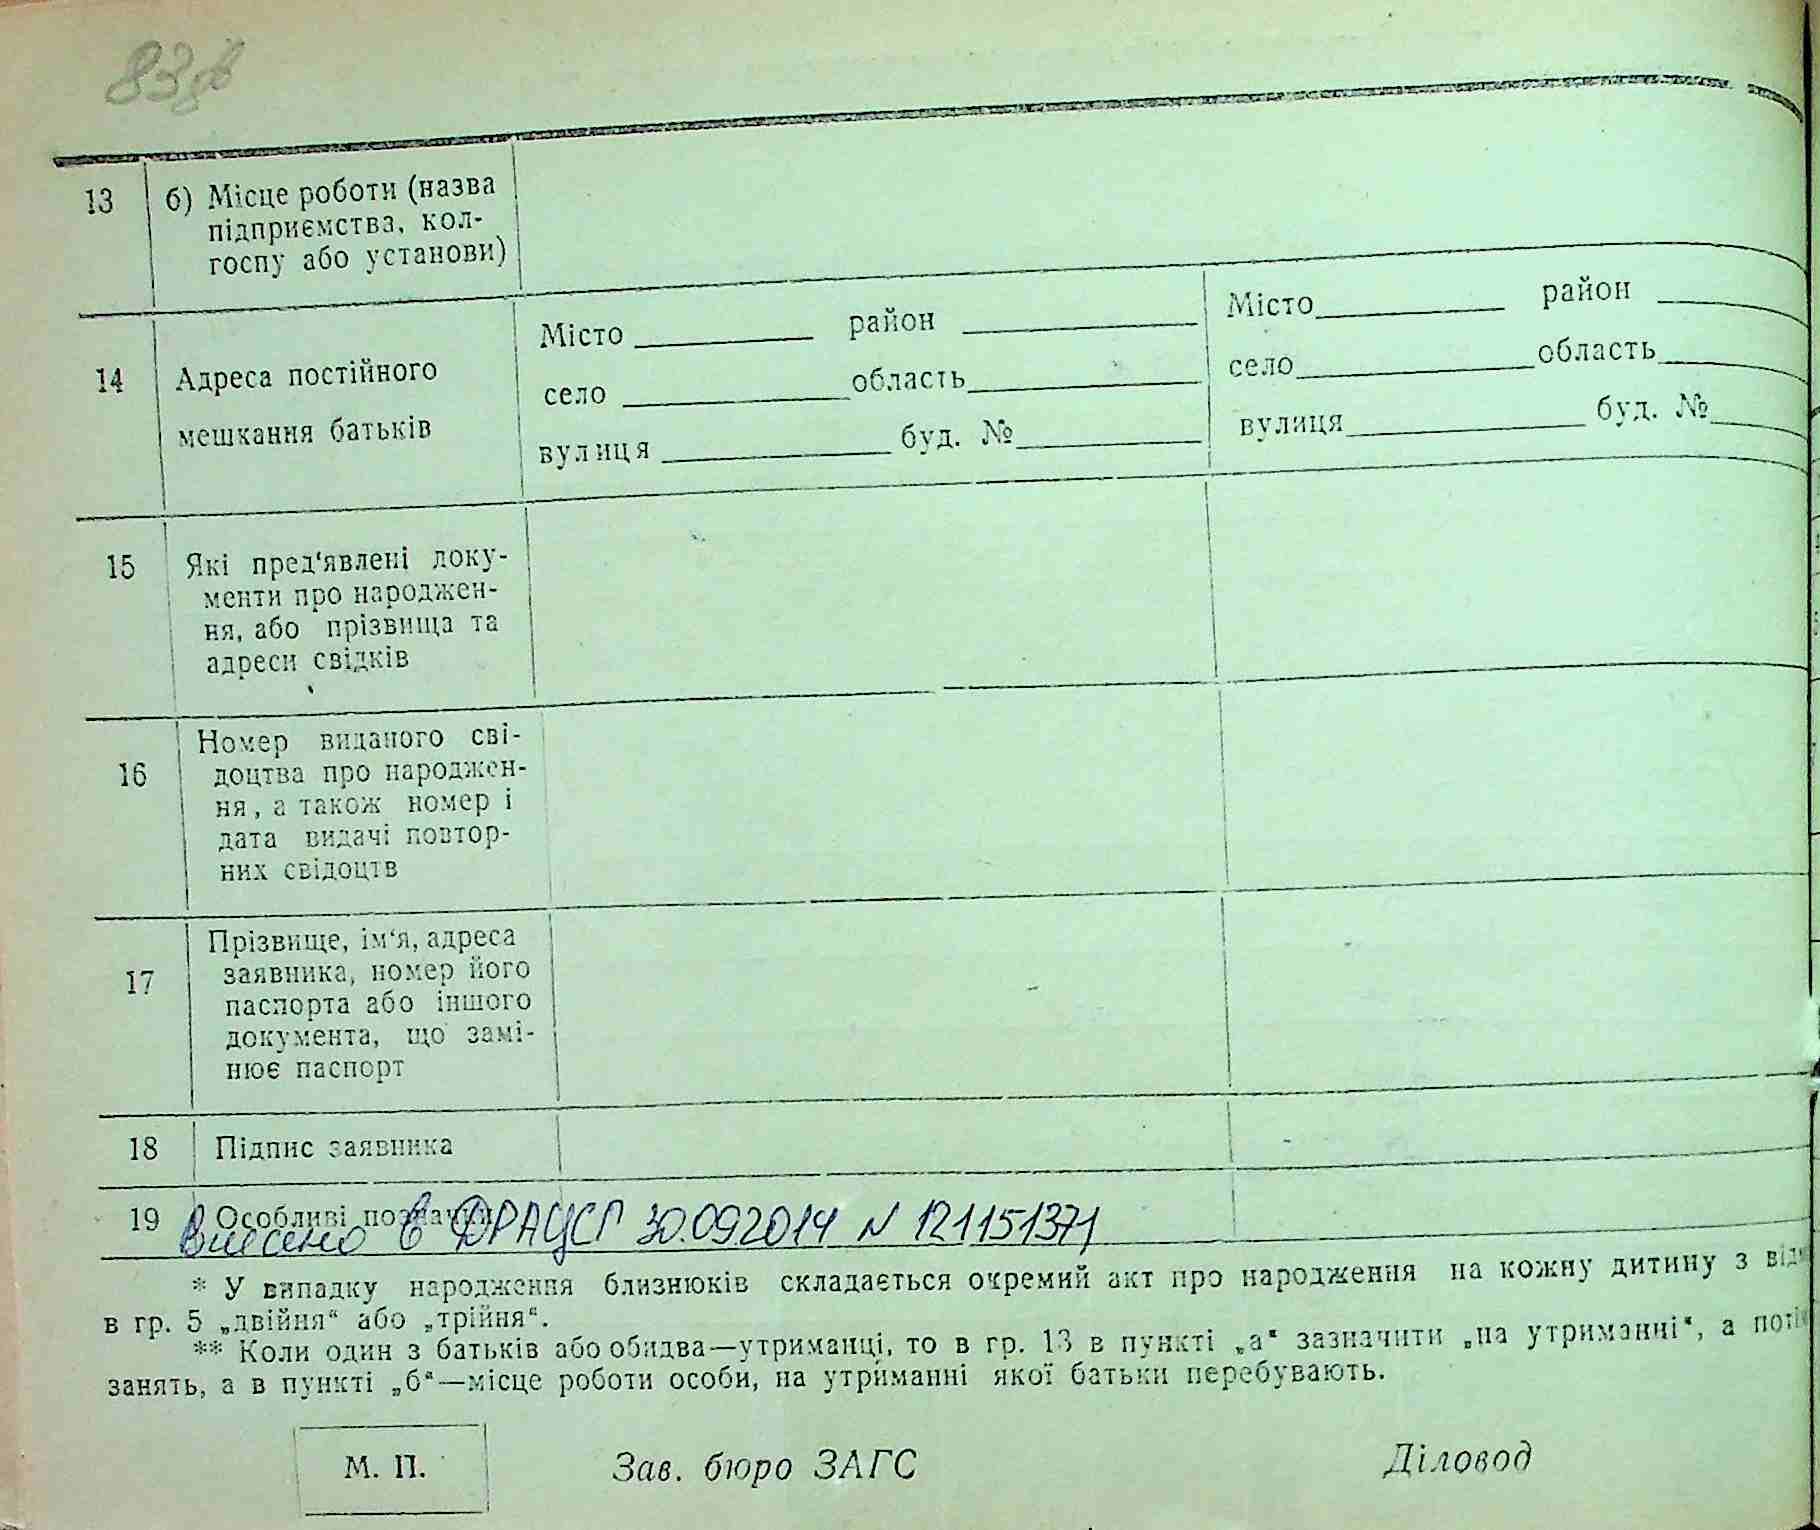 83зв
13 б) Місце роботи (назва
підприємства, кол-
госпу або установи)
14 Адреса постійного
мешкання батьків
Місто район
село область
вулиця буд. №
Місто район
село область
вулиця буд. №
15 Які пред‘явлені доку-
менти про народжен-
ня, або прізвища та
адреси свідків
16 Номер виданого сві-
доцтва про народжен-
ня, а також номер і
дата видачі повтор-
них свідоцтв
17 Прізвище, ім‘я, адреса
заявника, номер його
паспорта або іншого
документа, що замі-
нює паспорт
18 Підпис заявника
19 Особливі позначки
Внесено в ДРАЦСГ 30.09.2014 N 121151371
* У випадку народження близнюків складається окремий акт про народження на кожну дитину з
в гр. 5 „двійня“ або „трійня“.
** Коли один з батьків або обидва—утриманці, то в гр. 13 в пункті „а“ зазначити „на утриманні“, а
занять, а в пункті „б“—місце роботи особи, на утриманні якої батьки перебувають.
М. П. Зав. бюро ЗАГС Діловод